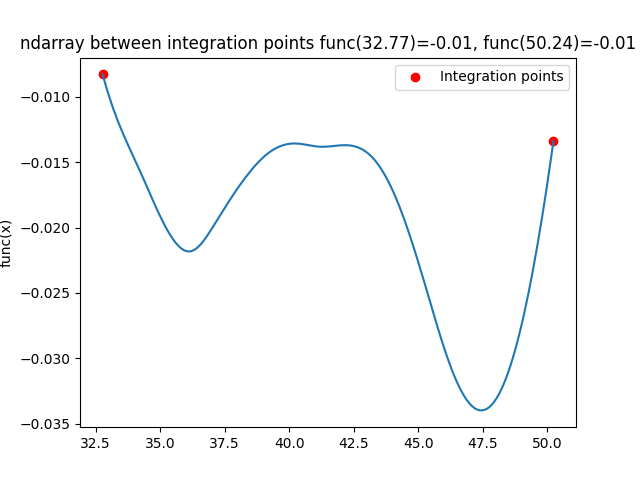 ndarray between integration points func(32.77)=-0.01, func(50.24)=-0.01
Integration points
func(x)
−0.010
−0.015
−0.020
−0.025
−0.030
−0.035
32.5 35.0 37.5 40.0 42.5 45.0 47.5 50.0